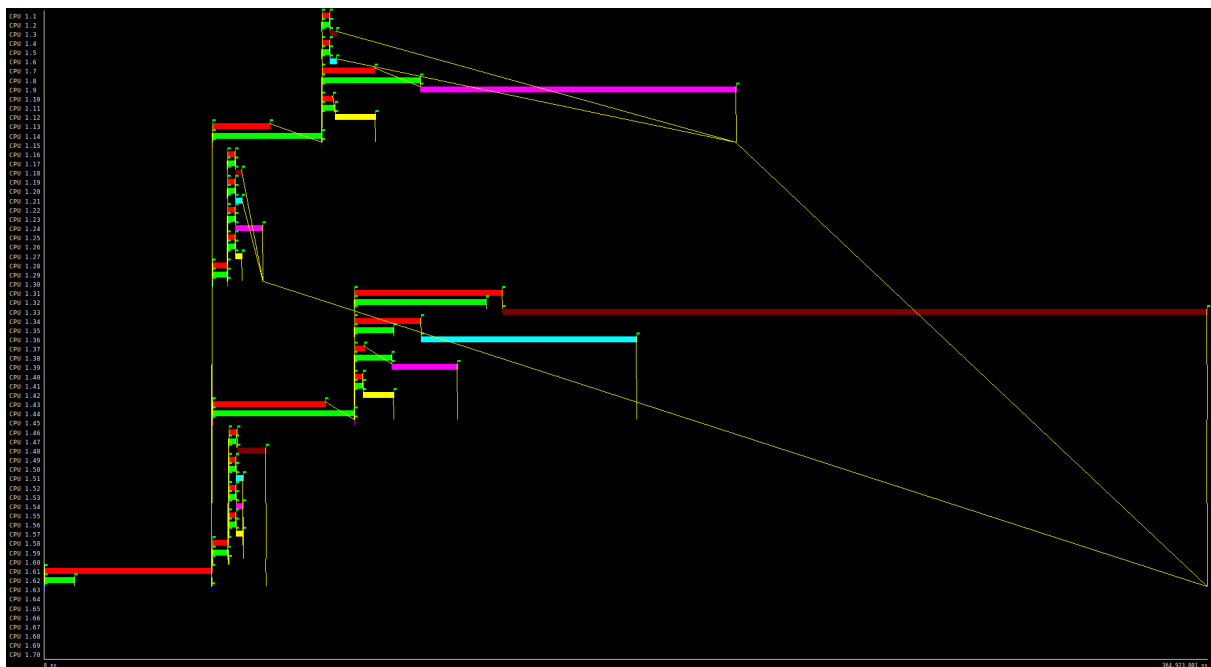 CPU 1.1
CPU 1.2
CPU 1.3
CPU 1.4
CPU 1.5
CPU 1.6
CPU 1.7
CPU 1.8
CPU 1.9
CPU 1.10
CPU 1.11
CPU 1.12
CPU 1.13
CPU 1.14
CPU 1.15
CPU 1.16
CPU 1.17
CPU 1.18
CPU 1.19
CPU 1.20
CPU 1.21
CPU 1.22
CPU 1.23
CPU 1.24
CPU 1.25
CPU 1.26
CPU 1.27
CPU 1.28
CPU 1.29
CPU 1.30
CPU 1.31
CPU 1.32
CPU 1.33
CPU 1.34
CPU 1.35
CPU 1.36
CPU 1.37
CPU 1.38
CPU 1.39
CPU 1.40
CPU 1.41
CPU 1.42
CPU 1.43
CPU 1.44
CPU 1.45
CPU 1.46
CPU 1.47
CPU 1.48
CPU 1.49
CPU 1.50
CPU 1.51
CPU 1.52
CPU 1.53
CPU 1.54
CPU 1.55
CPU 1.56
CPU 1.57
CPU 1.58
CPU 1.59
CPU 1.60
CPU 1.61
CPU 1.62
CPU 1.63
CPU 1.64
CPU 1.65
CPU 1.66
CPU 1.67
CPU 1.68
CPU 1.69
CPU 1.70
0 ns 364.923.801 ns